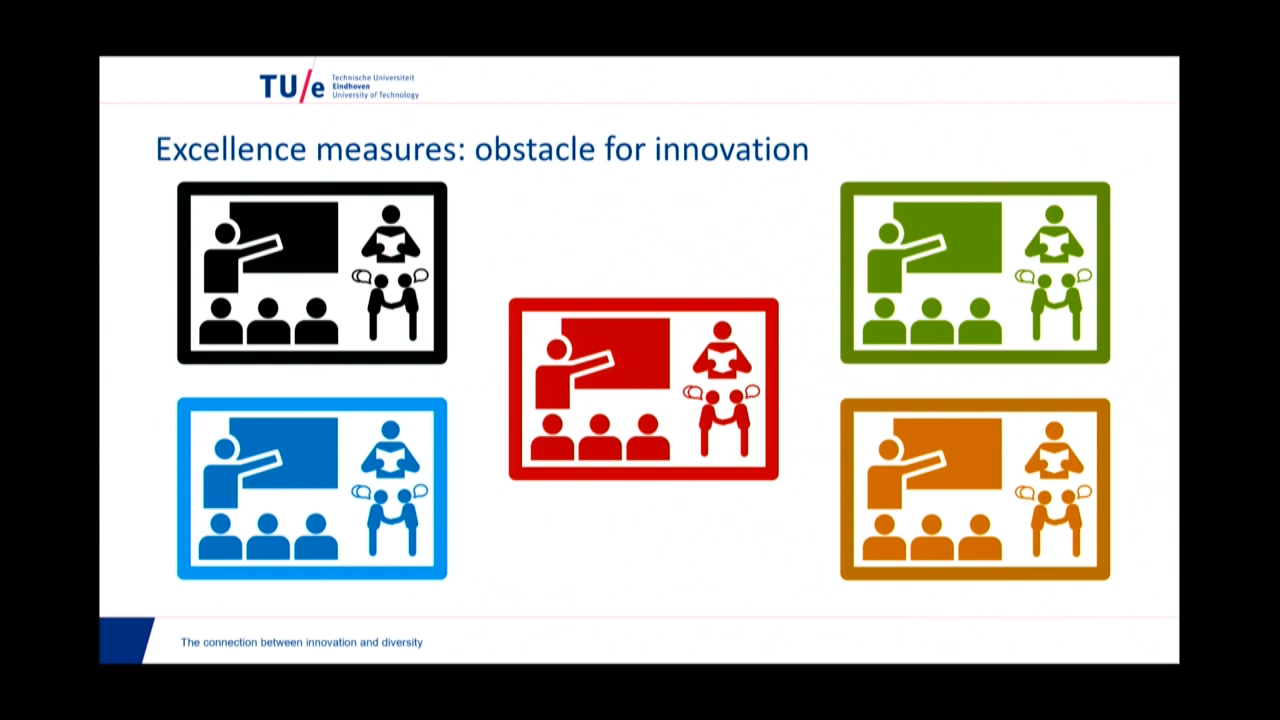 TU/e
Technische Universiteit
Eindhoven
University of Technology
Excellence measures: obstacle for innovation
The connection between innovation and diversity